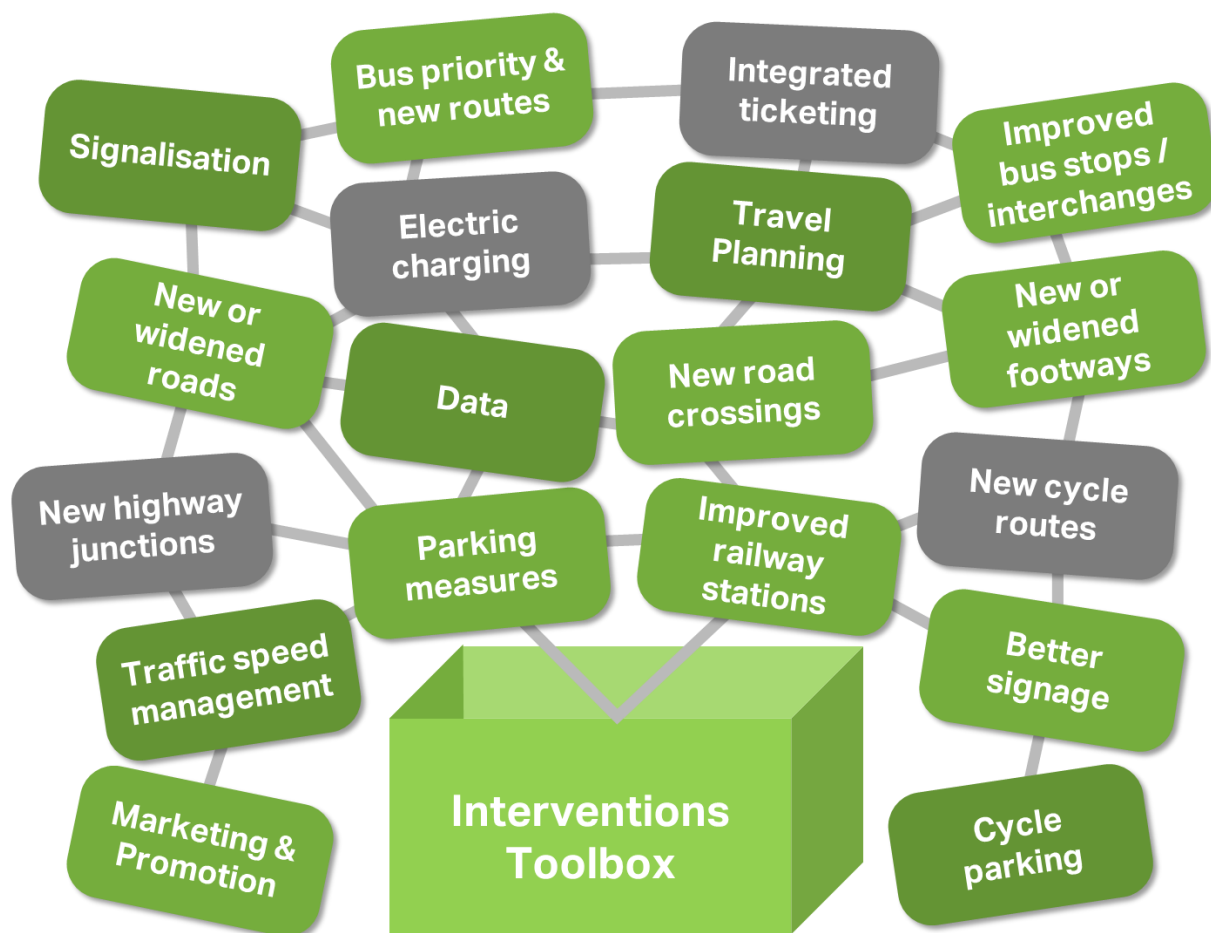 Bus priority &
new routes
Integrated
ticketing
Improved
bus stops /
interchanges
Signalisation
Electric
charging
Travel
Planning
New or
widened
roads
Data
New road
crossings
New or
widened
footways
New highway
junctions
Parking
measures
Improved
railway
stations
New cycle
routes
Traffic speed
management
Better
signage
Marketing &
Promotion
Interventions
Toolbox
Cycle
parking